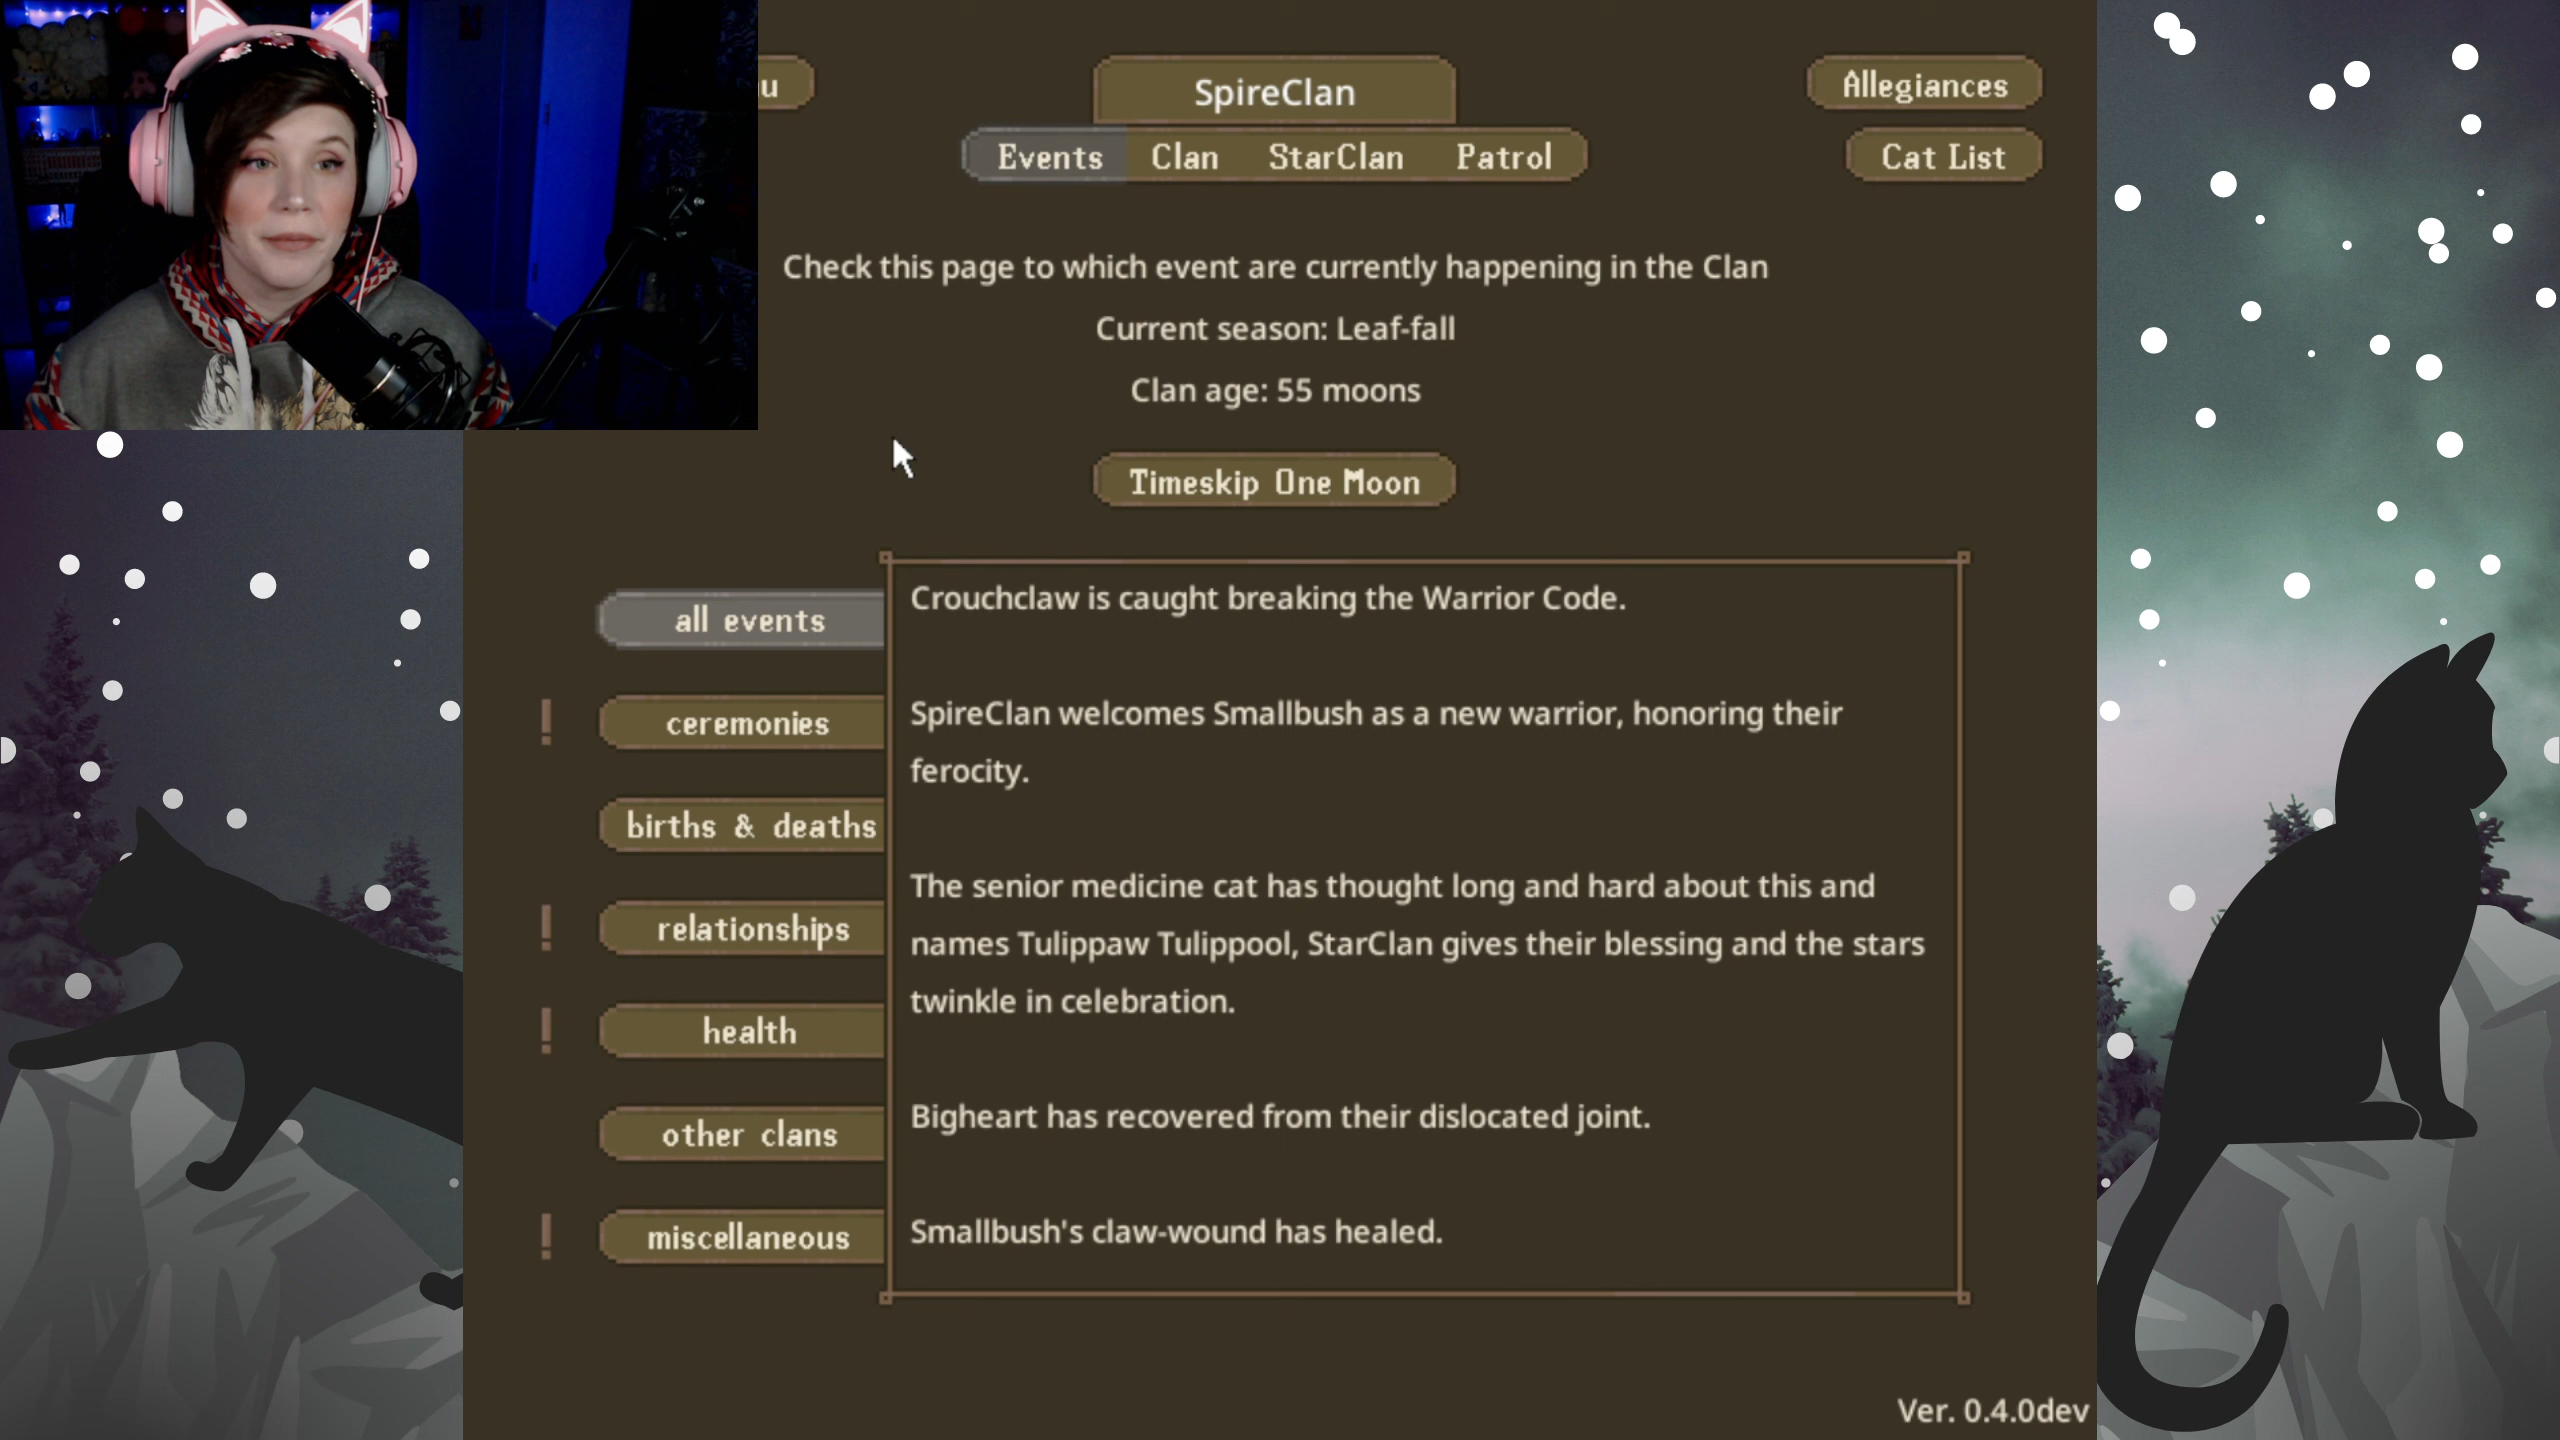 SpireClan
Allegiances
Events
Clan
StarClan
Patrol
Cat List
Check this page to which event are currently happening in the Clan
Current season: Leaf-fall
Clan age: 55 moons
Timeskip One Moon
all events
! ceremonies
births & deaths
! relationships
! health
other clans
! miscellaneous
Crouchclaw is caught breaking the Warrior Code.
SpireClan welcomes Smallbush as a new warrior, honoring their
ferocity.
The senior medicine cat has thought long and hard about this and
names Tulippaw Tulippool, StarClan gives their blessing and the stars
twinkle in celebration.
Bigheart has recovered from their dislocated joint.
Smallbush's claw-wound has healed.
Ver. 0.4.0dev